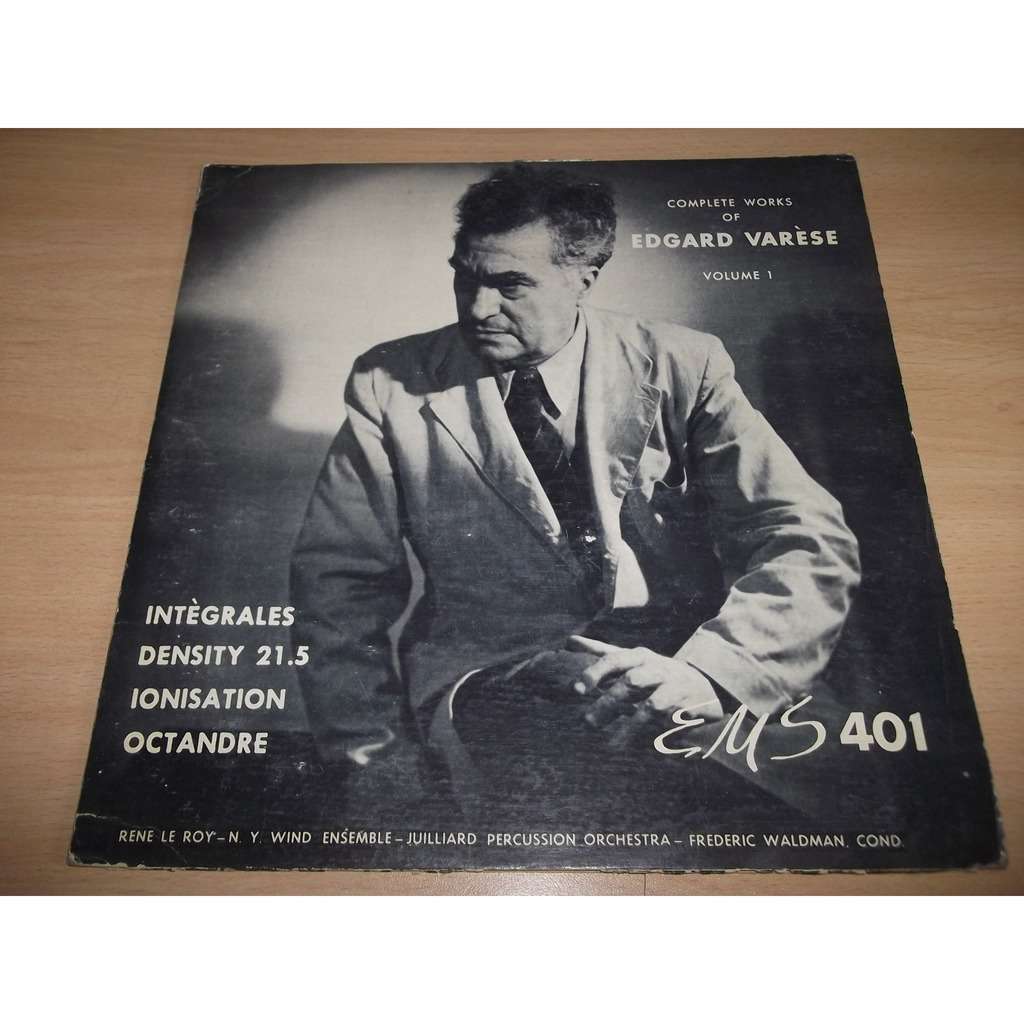 COMPLETE WORKS
OF
EDGARD VARÈSE
VOLUME 1
INTÈGRALES
DENSITY 21.5
IONISATION
OCTANDRE
EMS 401
RENE LE ROY – N. Y. WIND ENSEMBLE – JUILLIARD PERCUSSION ORCHESTRA – FREDERIC WALDMAN, COND.